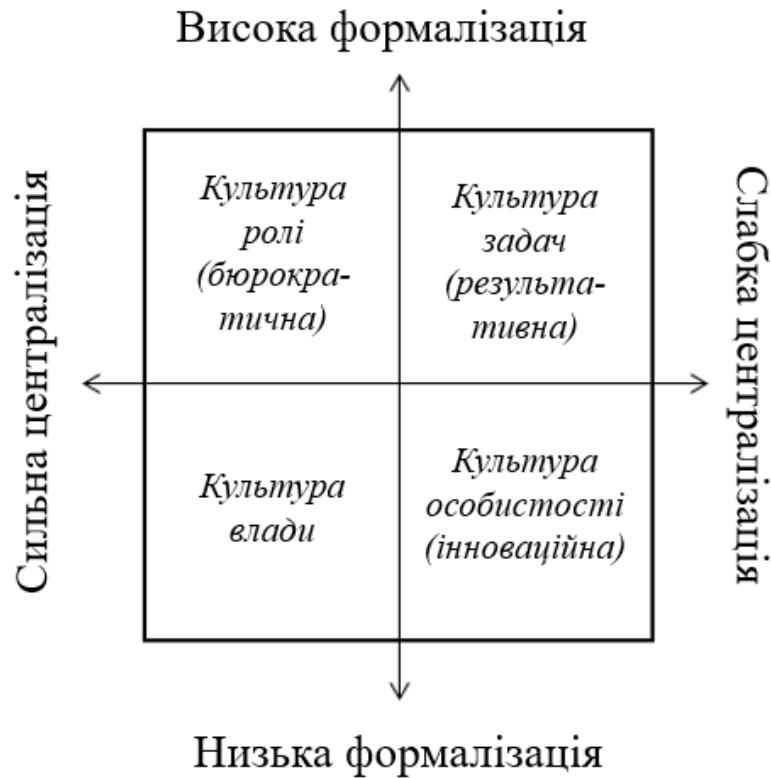 Висока формалізація
Сильна централізація
Культура
ролі
(бюрокра-
тична)
Культура
задач
(результа-
тивна)
Слабка централізація
Культура
влади
Культура
особистості
(інноваційна)
Низька формалізація